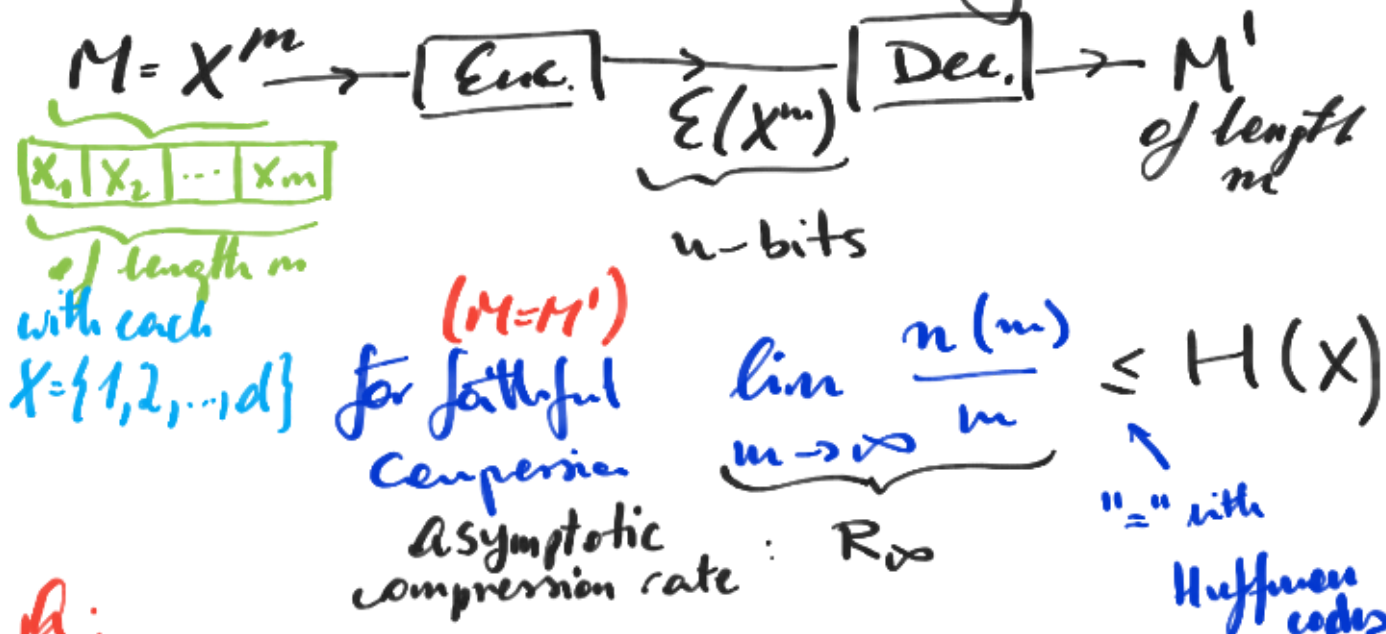 M = X^m → Enc. → Dec. → M'
ε(X^m)
of length m
X₁ X₂ ... Xm
n-bits
of length m
with each
X={1,2,...,d}
(M=M')
for faithful
Compersion
lim m→∞ n(m)/m ≤ H(X)
asymptotic
compression rate : R∞
"=" with
Huffman
codes